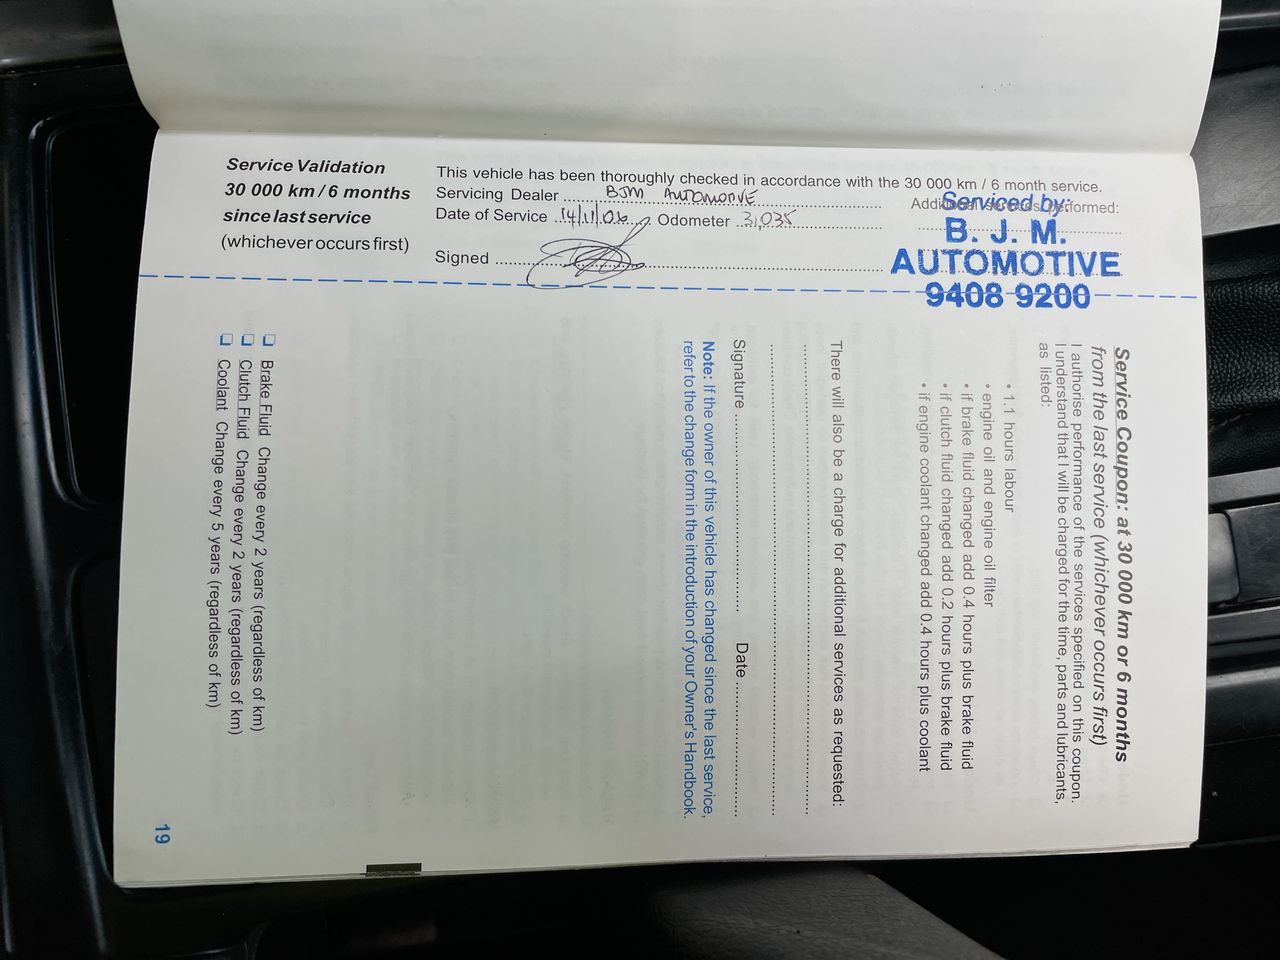 Service Validation
30 000 km / 6 months
since last service
(whichever occurs first)
This vehicle has been thoroughly checked in accordance with the 30 000 km / 6 month service.
Servicing Dealer BJM AUTOMOTIVE
Date of Service 14/11/06 Odometer 31,035
Signed
Additional services performed:
Serviced by:
B. J. M.
AUTOMOTIVE
9408 9200
Service Coupon: at 30 000 km or 6 months
from the last service (whichever occurs first)
I authorise performance of the services specified on this coupon.
I understand that I will be charged for the time, parts and lubricants,
as listed:
• 1.1 hours labour
• engine oil and engine oil filter
• if brake fluid changed add 0.4 hours plus brake fluid
• if clutch fluid changed add 0.2 hours plus brake fluid
• if engine coolant changed add 0.4 hours plus coolant
There will also be a charge for additional services as requested:
Signature Date
Note: If the owner of this vehicle has changed since the last service,
refer to the change form in the introduction of your Owner's Handbook.
Brake Fluid Change every 2 years (regardless of km)
Clutch Fluid Change every 2 years (regardless of km)
Coolant Change every 5 years (regardless of km)
19